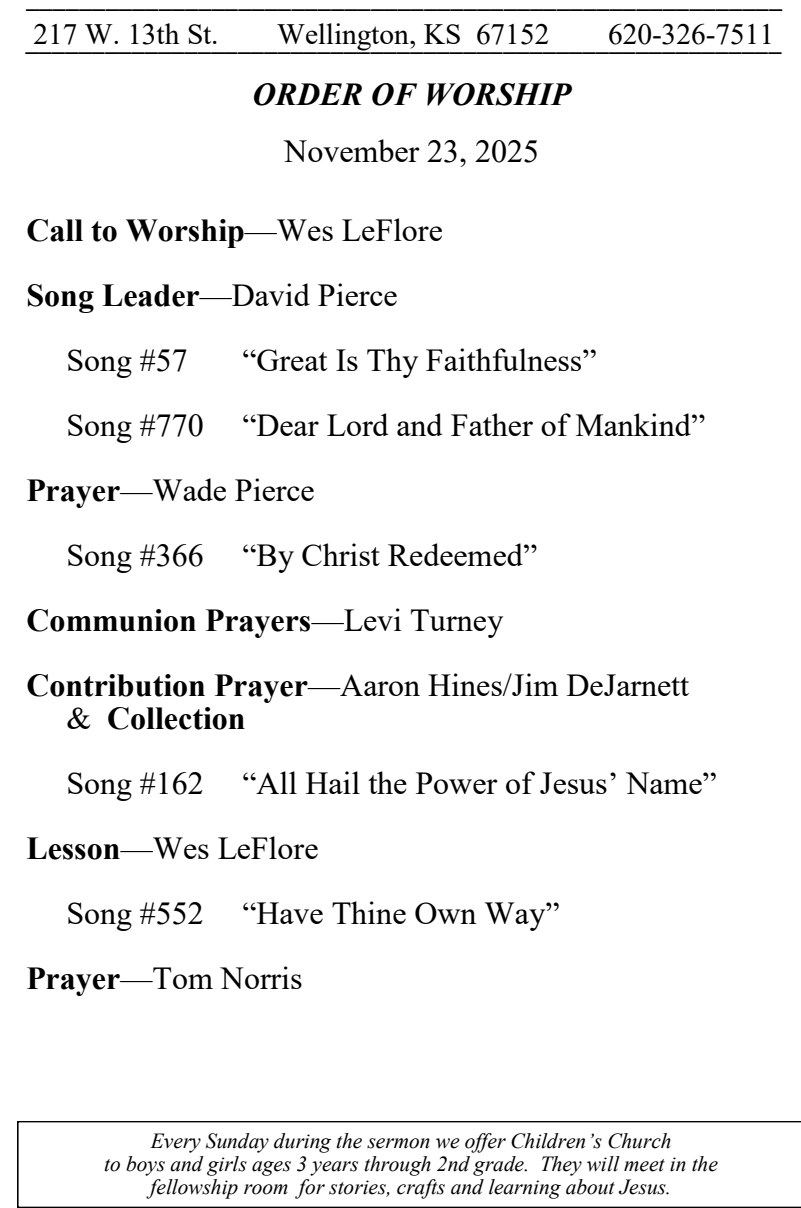 217 W. 13th St. Wellington, KS 67152 620-326-7511
ORDER OF WORSHIP
November 23, 2025
Call to Worship—Wes LeFlore
Song Leader—David Pierce
Song #57 “Great Is Thy Faithfulness”
Song #770 “Dear Lord and Father of Mankind”
Prayer—Wade Pierce
Song #366 “By Christ Redeemed”
Communion Prayers—Levi Turney
Contribution Prayer—Aaron Hines/Jim DeJarnett
& Collection
Song #162 “All Hail the Power of Jesus’ Name”
Lesson—Wes LeFlore
Song #552 “Have Thine Own Way”
Prayer—Tom Norris
Every Sunday during the sermon we offer Children’s Church
to boys and girls ages 3 years through 2nd grade. They will meet in the
fellowship room for stories, crafts and learning about Jesus.